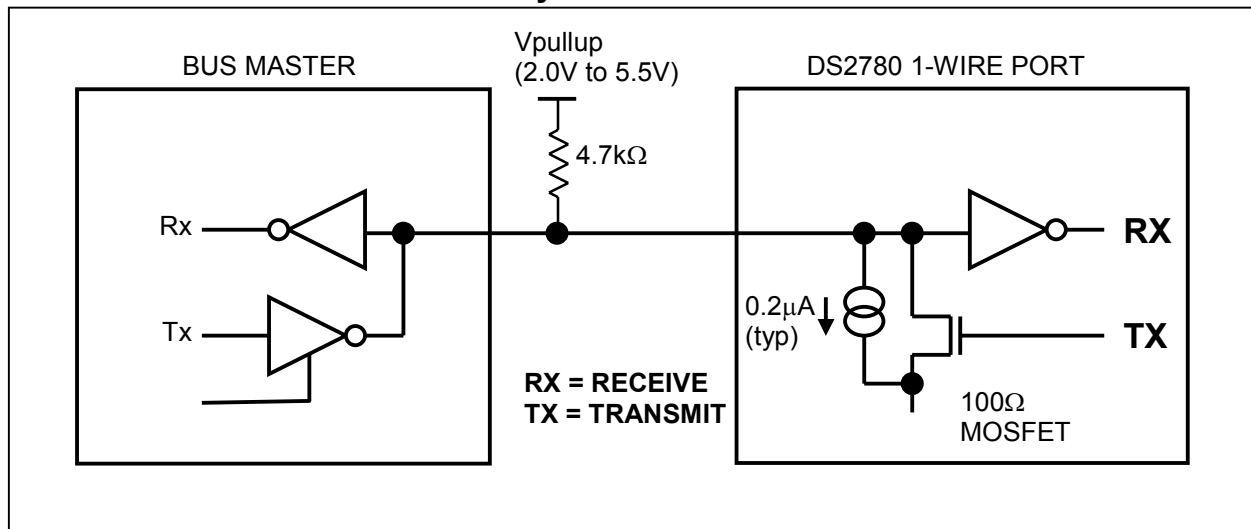 Vpullup
(2.0V to 5.5V)
BUS MASTER
DS2780 1-WIRE PORT
4.7kΩ
Rx
RX
0.2μA
(typ)
Tx
TX
RX = RECEIVE
TX = TRANSMIT
100Ω
MOSFET